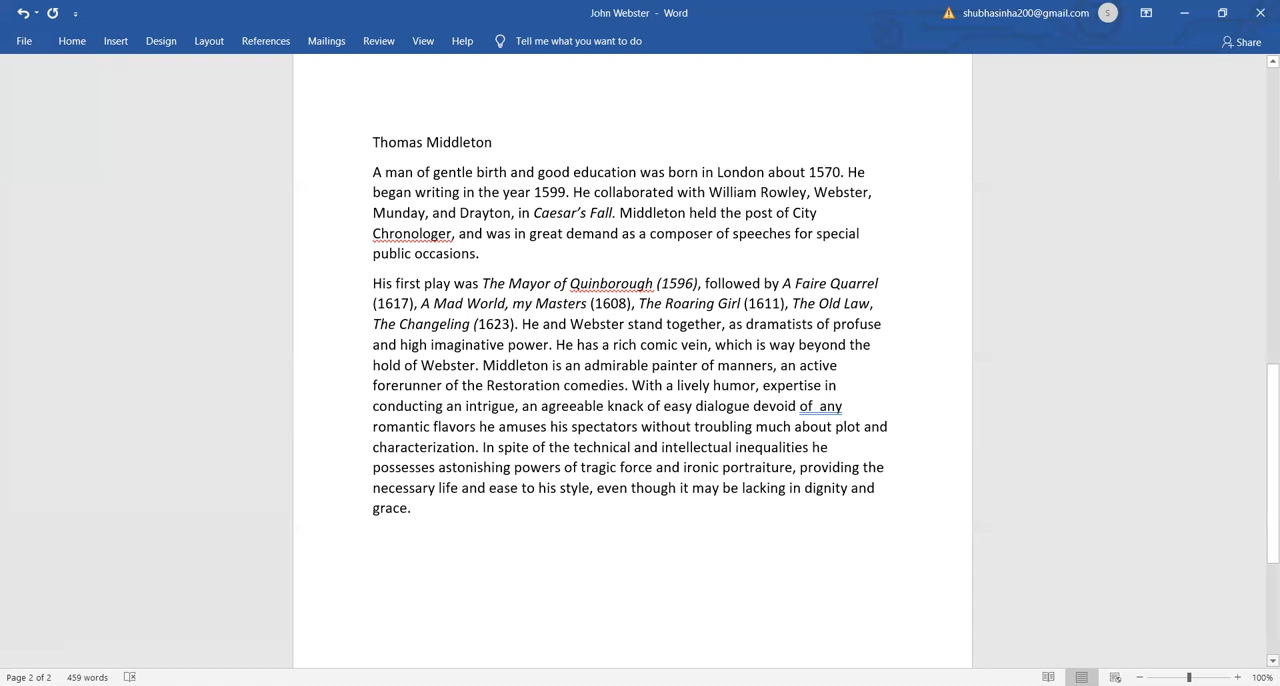 John Webster - Word
shubhasinha200@gmail.com S
File Home Insert Design Layout References Mailings Review View Help Tell me what you want to do Share
Thomas Middleton
A man of gentle birth and good education was born in London about 1570. He
began writing in the year 1599. He collaborated with William Rowley, Webster,
Munday, and Drayton, in Caesar’s Fall. Middleton held the post of City
Chronologer, and was in great demand as a composer of speeches for special
public occasions.
His first play was The Mayor of Quinborough (1596), followed by A Faire Quarrel
(1617), A Mad World, my Masters (1608), The Roaring Girl (1611), The Old Law,
The Changeling (1623). He and Webster stand together, as dramatists of profuse
and high imaginative power. He has a rich comic vein, which is way beyond the
hold of Webster. Middleton is an admirable painter of manners, an active
forerunner of the Restoration comedies. With a lively humor, expertise in
conducting an intrigue, an agreeable knack of easy dialogue devoid of  any
romantic flavors he amuses his spectators without troubling much about plot and
characterization. In spite of the technical and intellectual inequalities he
possesses astonishing powers of tragic force and ironic portraiture, providing the
necessary life and ease to his style, even though it may be lacking in dignity and
grace.
Page 2 of 2 459 words 100%